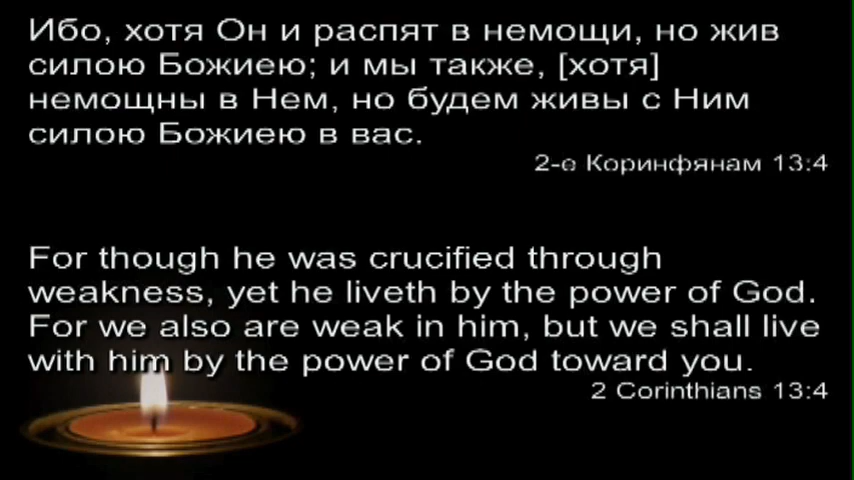 Ибо, хотя Он и распят в немощи, но жив
силою Божиею; и мы также, [хотя]
немощны в Нем, но будем живы с Ним
силою Божиею в вас.
2-е Коринфянам 13:4
For though he was crucified through
weakness, yet he liveth by the power of God.
For we also are weak in him, but we shall live
with him by the power of God toward you.
2 Corinthians 13:4